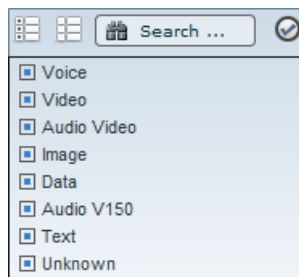 Search ...
Voice
Video
Audio Video
Image
Data
Audio V150
Text
Unknown